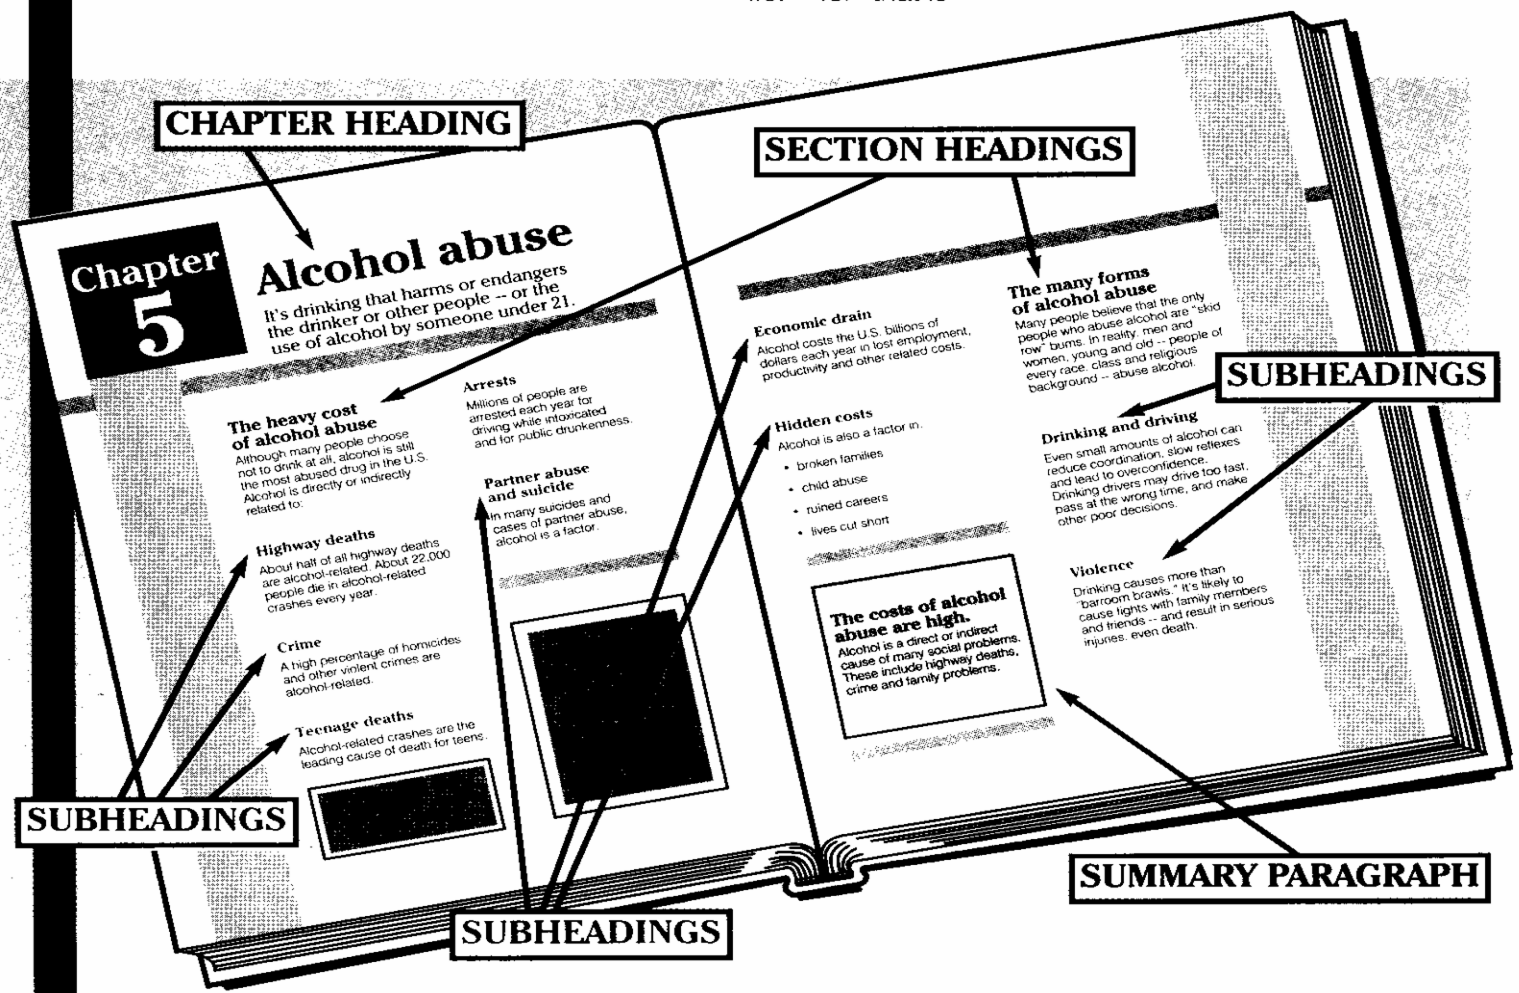 CHAPTER HEADING
SECTION HEADINGS
Chapter
5
Alcohol abuse
It's drinking that harms or endangers
the drinker or other people -- or the
use of alcohol by someone under 21.
The heavy cost
of alcohol abuse
Although many people choose
not to drink at all, alcohol is still
the most abused drug in the U.S.
Alcohol is directly or indirectly
related to:
Highway deaths
About half of all highway deaths
are alcohol-related. About 22,000
people die in alcohol-related
crashes every year.
Crime
A high percentage of homicides
and other violent crimes are
alcohol-related.
Teenage deaths
Alcohol-related crashes are the
leading cause of death for teens.
SUBHEADINGS
Arrests
Millions of people are
arrested each year for
driving while intoxicated
and for public drunkenness.
Partner abuse
and suicide
In many suicides and
cases of partner abuse,
alcohol is a factor.
SUBHEADINGS
Economic drain
Alcohol costs the U.S. billions of
dollars each year in lost employment,
productivity and other related costs.
Hidden costs
Alcohol is also a factor in:
• broken families
• child abuse
• ruined careers
• lives cut short
The costs of alcohol
abuse are high.
Alcohol is a direct or indirect
cause of many social problems.
These include highway deaths,
crime and family problems.
The many forms
of alcohol abuse
Many people believe that the only
people who abuse alcohol are "skid
row" bums. In reality, men and
women, young and old -- people of
every race, class and religious
background -- abuse alcohol.
SUBHEADINGS
Drinking and driving
Even small amounts of alcohol can
reduce coordination, slow reflexes
and lead to overconfidence.
Drinking drivers may drive too fast,
pass at the wrong time, and make
other poor decisions.
Violence
Drinking causes more than
"barroom brawls." It's likely to
cause fights with family members
and friends -- and result in serious
injuries, even death.
SUMMARY PARAGRAPH